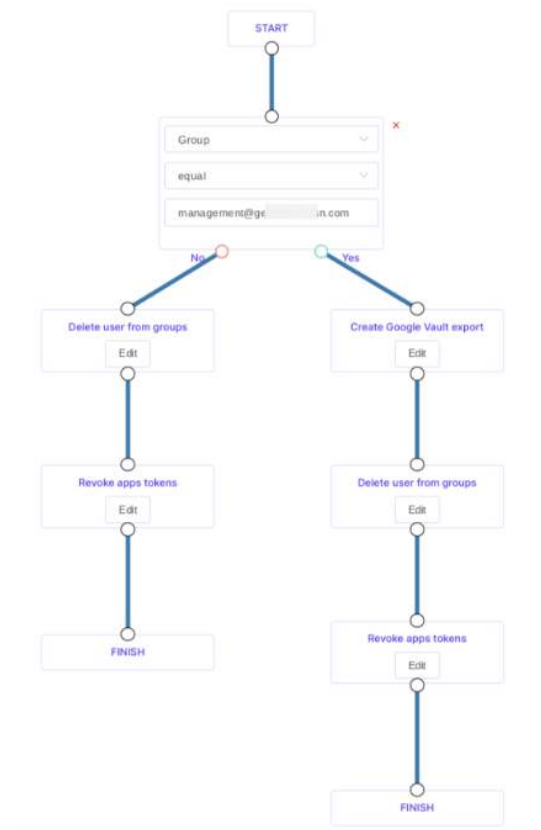 START
Group
equal
management@ge n.com
No
Yes
Delete user from groups
Edit
Create Google Vault export
Edit
Revoke apps tokens
Edit
Delete user from groups
Edit
FINISH
Revoke apps tokens
Edit
FINISH